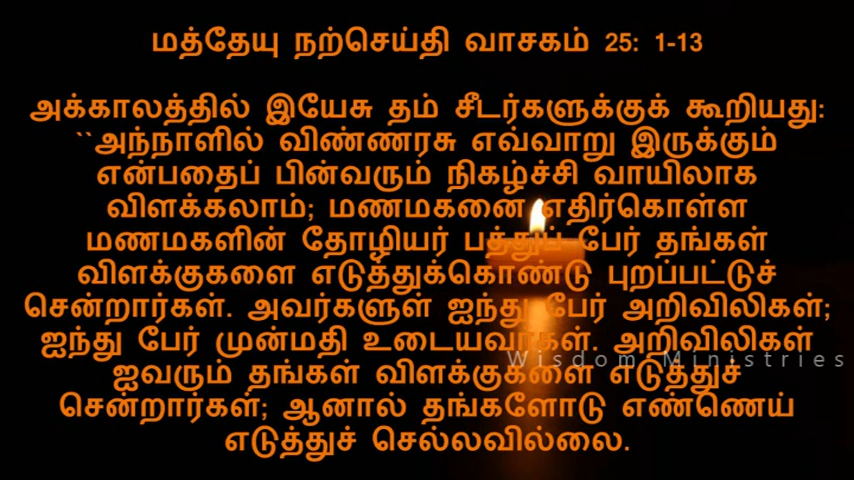 மத்தேயு நற்செய்தி வாசகம் 25: 1-13
அக்காலத்தில் இயேசு தம் சீடர்களுக்குக் கூறியது:
``அந்நாளில் விண்ணரசு எவ்வாறு இருக்கும்
என்பதைப் பின்வரும் நிகழ்ச்சி வாயிலாக
விளக்கலாம்; மணமகனை எதிர்கொள்ள
மணமகளின் தோழியர் பத்துப் பேர் தங்கள்
விளக்குகளை எடுத்துக்கொண்டு புறப்பட்டுச்
சென்றார்கள். அவர்களுள் ஐந்து பேர் அறிவிலிகள்;
ஐந்து பேர் முன்மதி உடையவர்கள். அறிவிலிகள்
Wisdom Ministries
ஐவரும் தங்கள் விளக்குகளை எடுத்துச்
சென்றார்கள்; ஆனால் தங்களோடு எண்ணெய்
எடுத்துச் செல்லவில்லை.